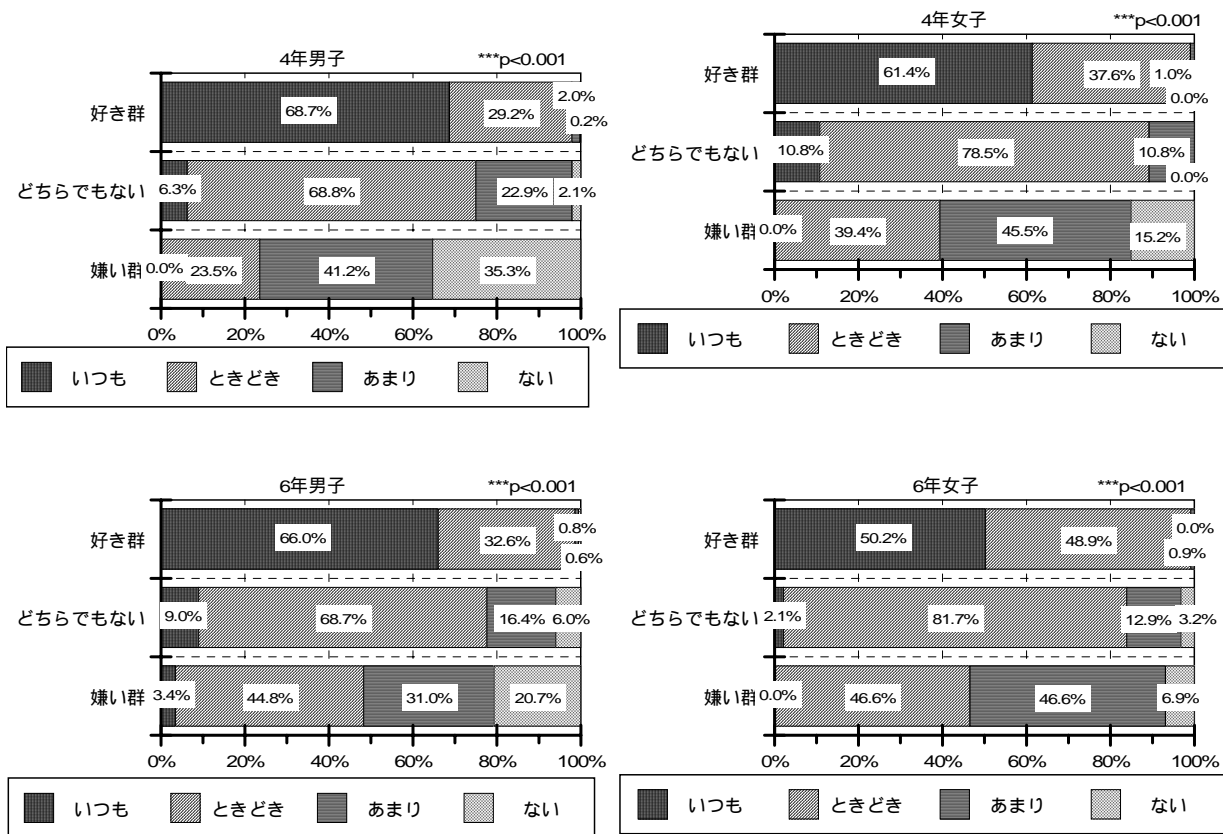 4年男子 ***p<0.001
好き群 68.7% 29.2% 2.0% 0.2%
どちらでもない 6.3% 68.8% 22.9% 2.1%
嫌い群 0.0% 23.5% 41.2% 35.3%
0% 20% 40% 60% 80% 100%
いつも ときどき あまり ない
4年女子 ***p<0.001
好き群 61.4% 37.6% 1.0% 0.0%
どちらでもない 10.8% 78.5% 10.8% 0.0%
嫌い群 0.0% 39.4% 45.5% 15.2%
0% 20% 40% 60% 80% 100%
いつも ときどき あまり ない
6年男子 ***p<0.001
好き群 66.0% 32.6% 0.8% 0.6%
どちらでもない 9.0% 68.7% 16.4% 6.0%
嫌い群 3.4% 44.8% 31.0% 20.7%
0% 20% 40% 60% 80% 100%
いつも ときどき あまり ない
6年女子 ***p<0.001
好き群 50.2% 48.9% 0.0% 0.9%
どちらでもない 2.1% 81.7% 12.9% 3.2%
嫌い群 0.0% 46.6% 46.6% 6.9%
0% 20% 40% 60% 80% 100%
いつも ときどき あまり ない